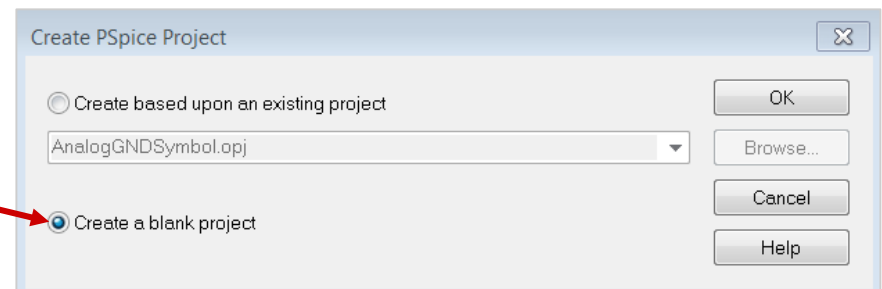 Create PSpice Project
Create based upon an existing project
OK
AnalogGNDSymbol.opj
Browse...
Cancel
Create a blank project
Help